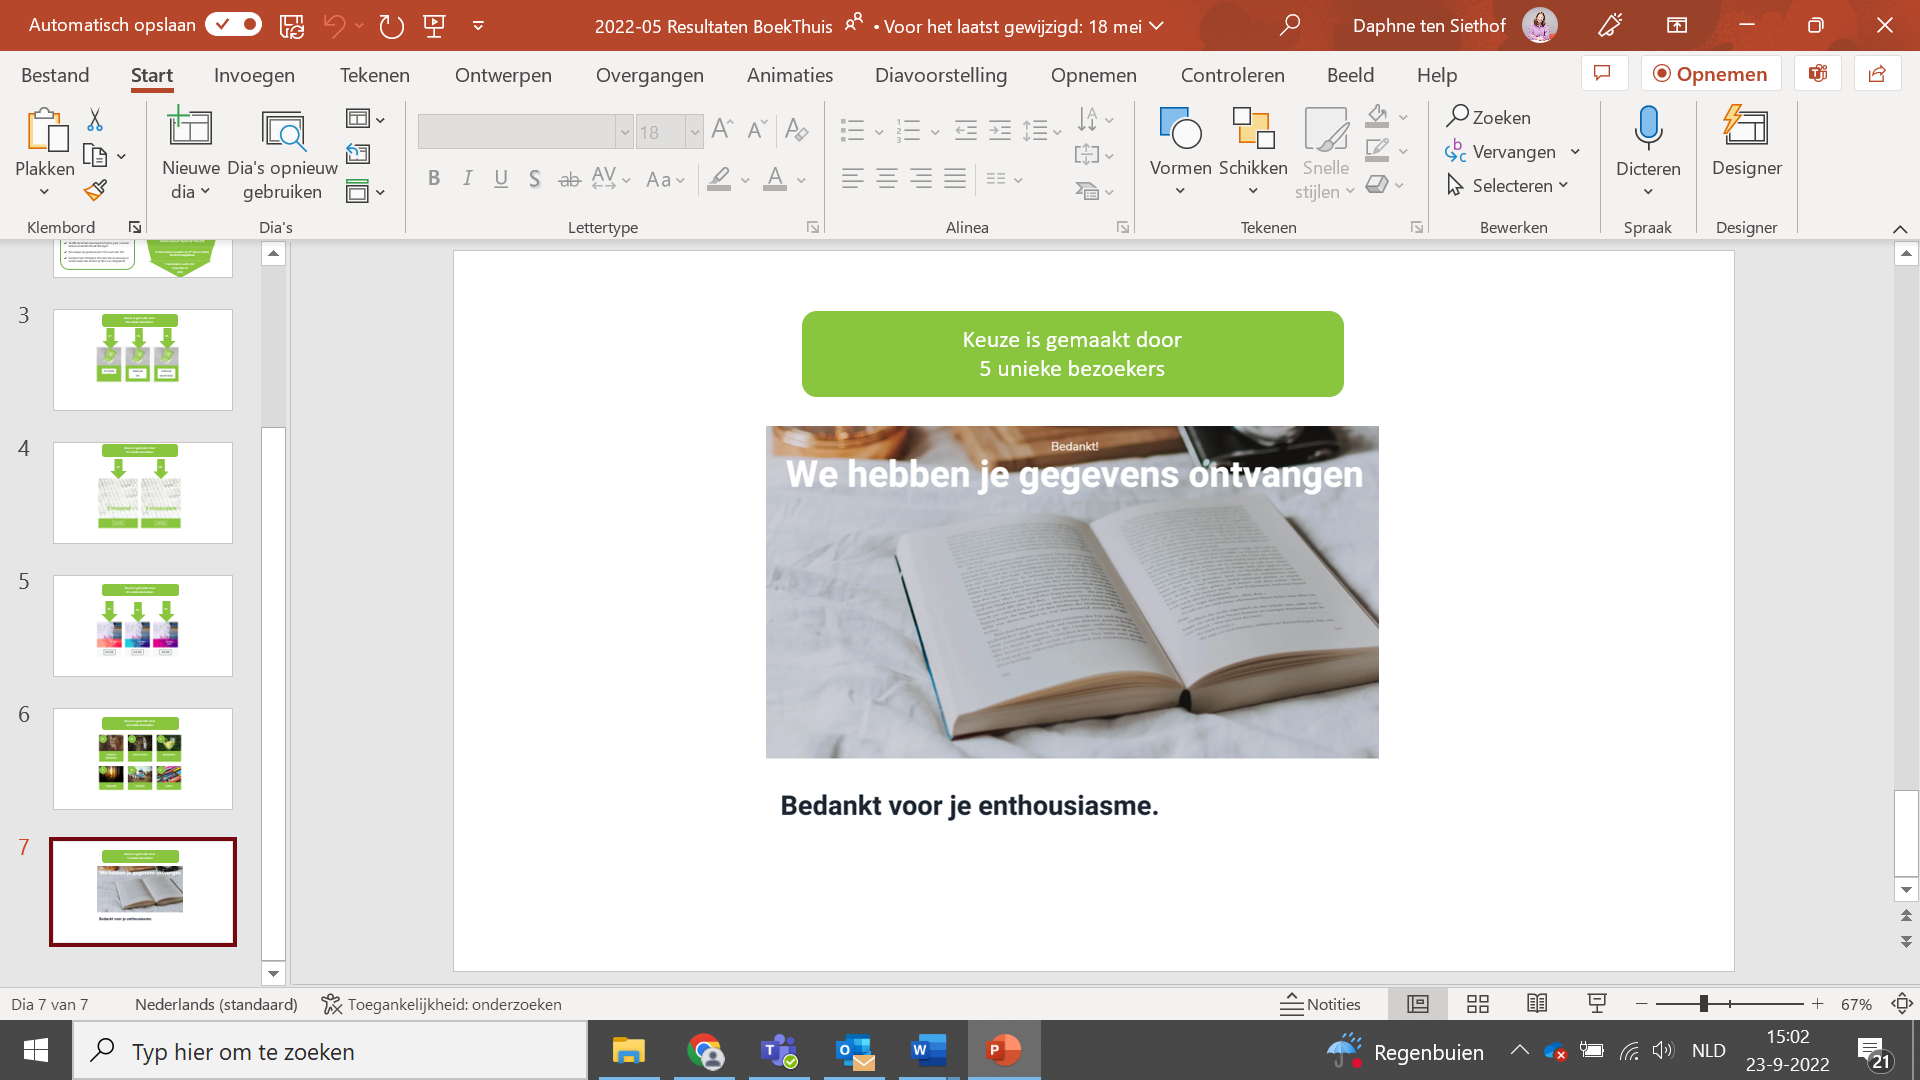 Automatisch opslaan
2022-05 Resultaten BoekThuis • Voor het laatst gewijzigd: 18 mei
Daphne ten Siethof
Bestand Start Invoegen Tekenen Ontwerpen Overgangen Animaties Diavoorstelling Opnemen Controleren Beeld Help
Opnemen
Plakken
Nieuwe
dia
Dia's opnieuw
gebruiken
18
Vormen
Schikken
Snelle
stijlen
Zoeken
Vervangen
Selecteren
Dicteren
Designer
Klembord
Dia's
Lettertype
Alinea
Tekenen
Bewerken
Spraak
Designer
3
4
5
6
7
Keuze is gemaakt door
5 unieke bezoekers
Bedankt!
We hebben je gegevens ontvangen
Bedankt voor je enthousiasme.
Dia 7 van 7
Nederlands (standaard)
Toegankelijkheid: onderzoeken
Notities
67%
Typ hier om te zoeken
Regenbuien
NLD
15:02
23-9-2022
21